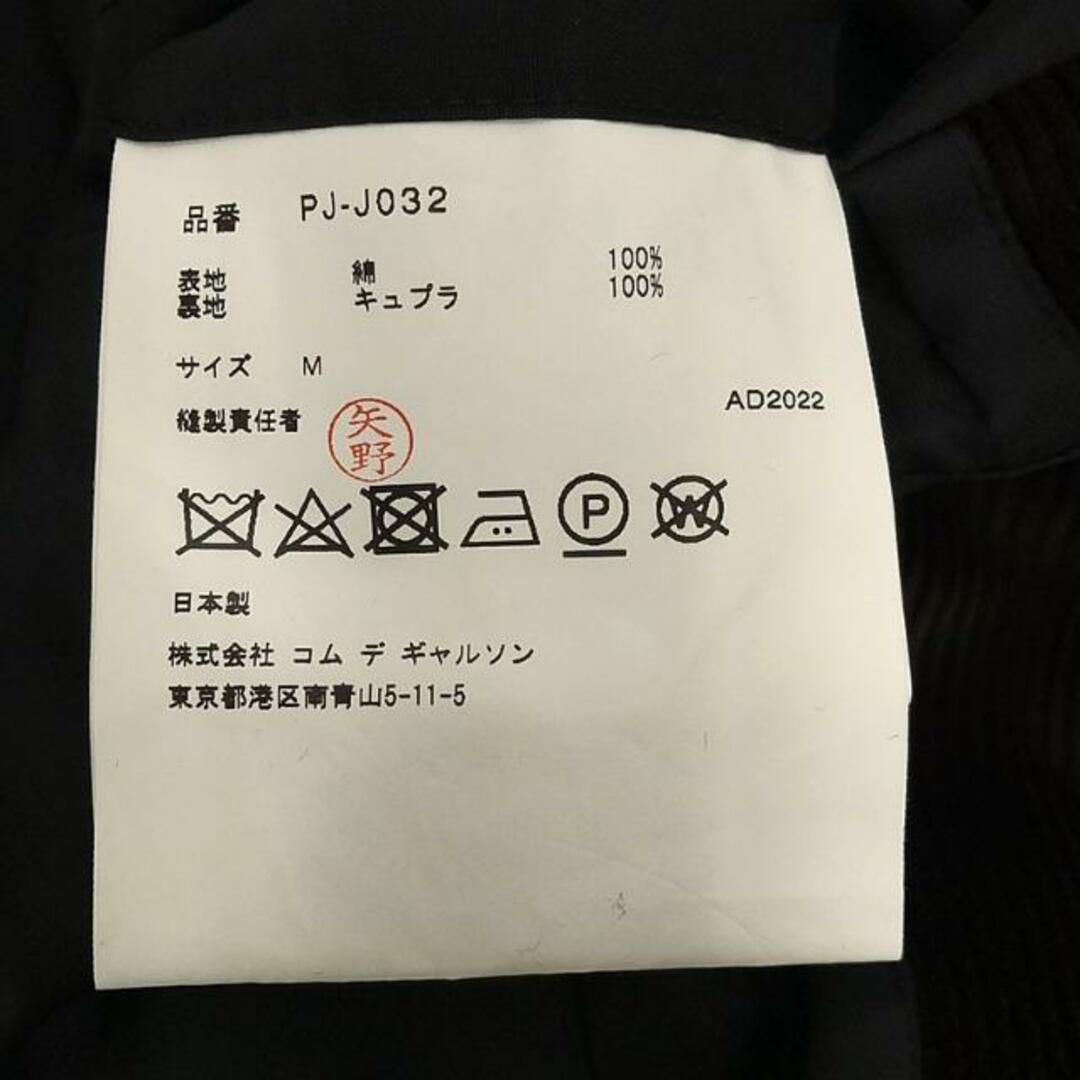 品番 PJ-J032
表地 綿 100%
裏地 キュプラ 100%
サイズ M
AD2022
縫製責任者 矢野
P W
日本製
株式会社 コム デ ギャルソン
東京都港区南青山5-11-5